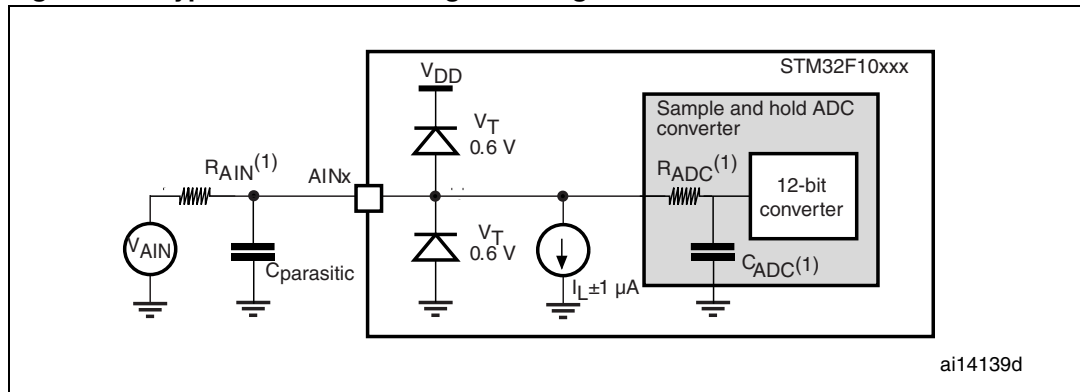 STM32F10xxx
VDD
Sample and hold ADC
converter
VT
0.6 V
RAIN(1)
AINx
RADC(1)
12-bit
converter
VAIN
VT
0.6 V
Cparasitic
IL±1 µA
CADC(1)
ai14139d